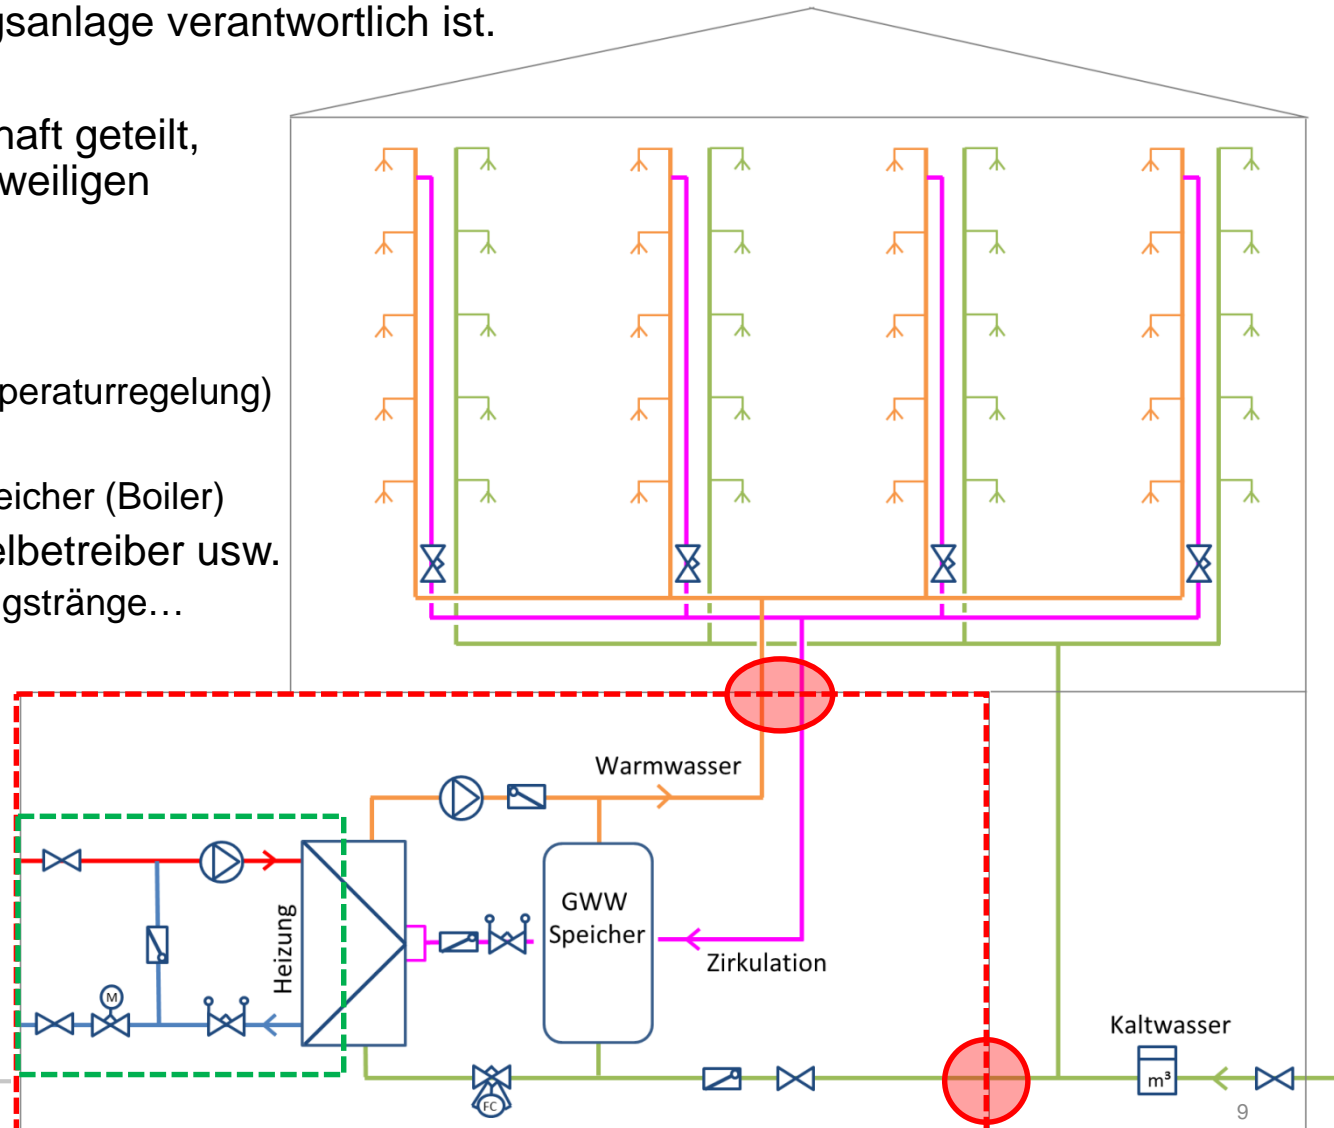 gsanlage verantwortlich ist.
haft geteilt,
weiligen
peraturregelung)
eicher (Boiler)
elbetreiber usw.
gstränge…
Warmwasser
Heizung
GWW
Speicher
Zirkulation
M
FC
Kaltwasser
m³
9